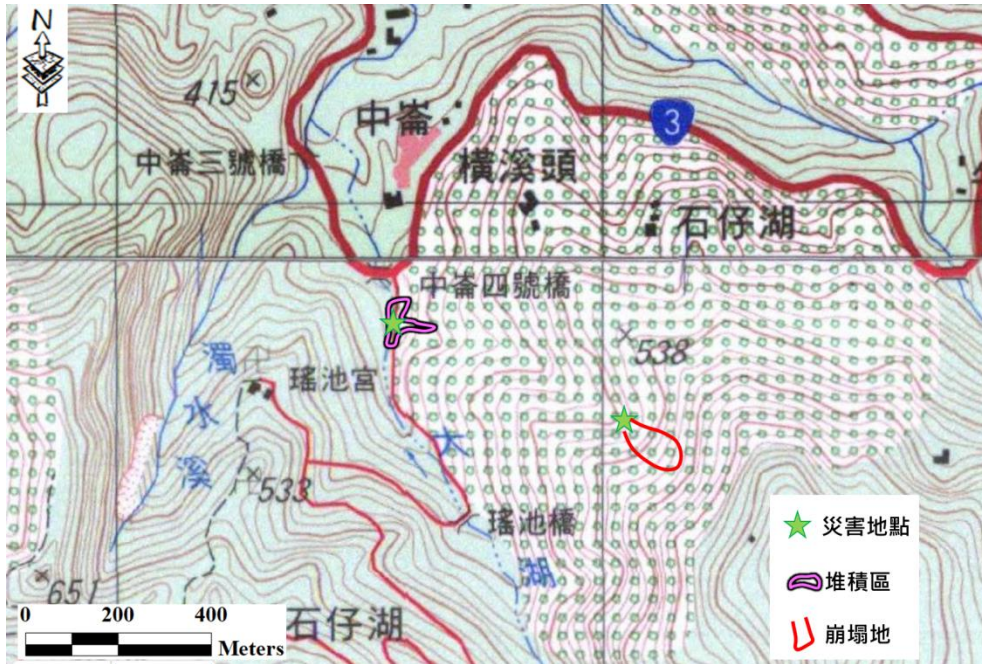 N
415
中崙
3
中崙三號橋
橫溪頭
石仔湖
中崙四號橋
538
濁水溪
瑤池宮
大湖
533
瑤池橋
651
石仔湖
0 200 400
Meters
災害地點
堆積區
崩塌地